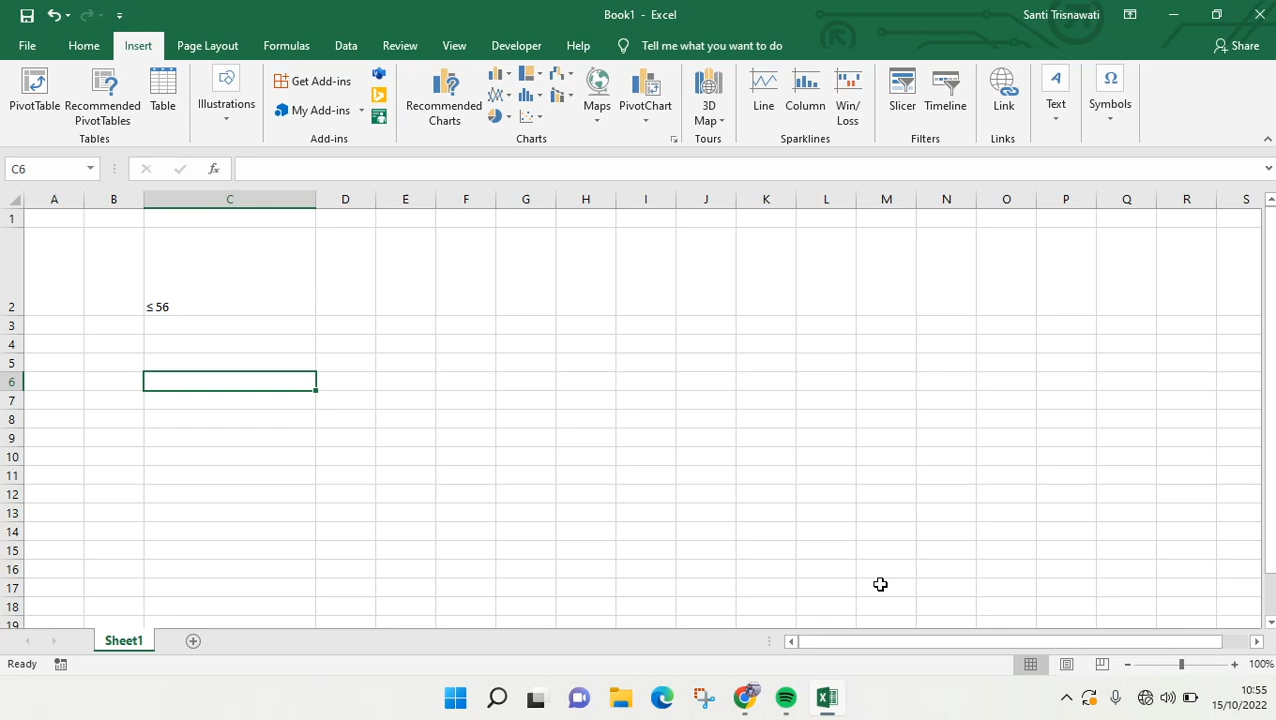 Book1 - Excel
Santi Trisnawati
File Home Insert Page Layout Formulas Data Review View Developer Help Tell me what you want to do Share
PivotTable Recommended PivotTables Table Illustrations Get Add-ins My Add-ins Recommended Charts Maps PivotChart 3D Map Line Column Win/Loss Slicer Timeline Link Text Symbols
Tables Add-ins Charts Tours Sparklines Filters Links
C6 fx
A B C D E F G H I J K L M N O P Q R S
1
2 ≤ 56
3
4
5
6
7
8
9
10
11
12
13
14
15
16
17
18
19
Sheet1
Ready 100%
10:55
15/10/2022